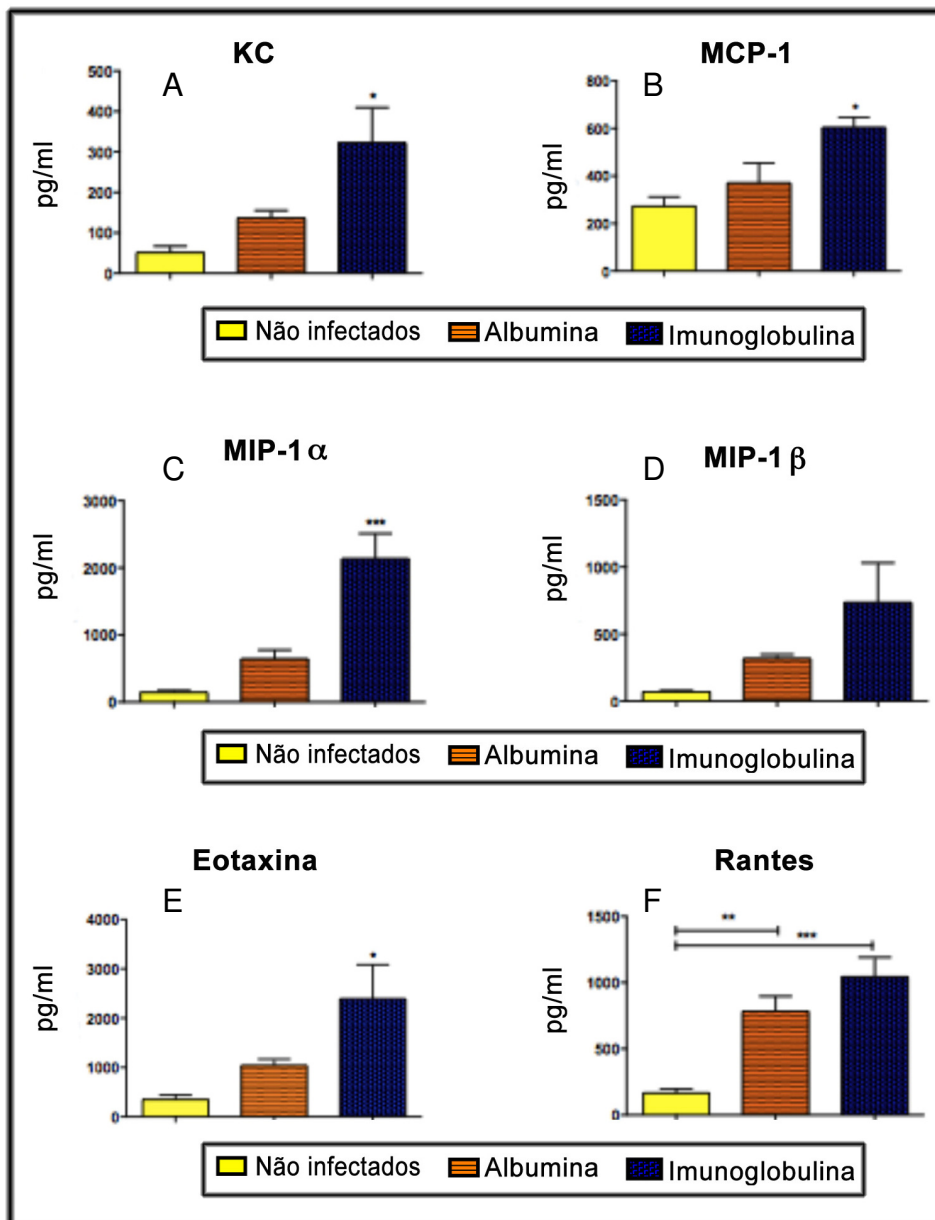 KC
A
500
400
300
200
100
0
pg/ml
*
MCP-1
B
800
600
400
200
0
pg/ml
*
Não infectados Albumina Imunoglobulina
MIP-1 α
C
3000
2000
1000
0
pg/ml
***
MIP-1 β
D
1500
1000
500
0
pg/ml
Não infectados Albumina Imunoglobulina
Eotaxina
E
4000
3000
2000
1000
0
pg/ml
*
Rantes
F
1500
1000
500
0
pg/ml
**
***
Não infectados Albumina Imunoglobulina